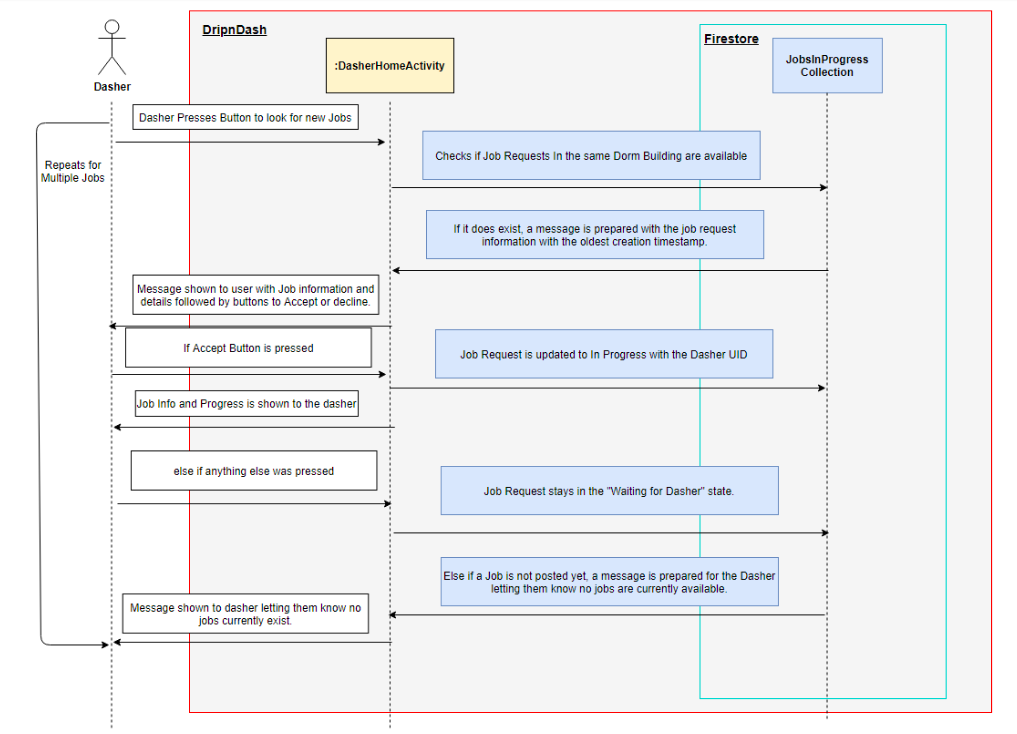 DripnDash
Firestore
:DasherHomeActivity
JobsInProgress
Collection
Dasher
Dasher Presses Button to look for new Jobs
Repeats for
Multiple Jobs
Checks if Job Requests In the same Dorm Building are available
If it does exist, a message is prepared with the job request
information with the oldest creation timestamp.
Message shown to user with Job information and
details followed by buttons to Accept or decline.
If Accept Button is pressed
Job Request is updated to In Progress with the Dasher UID
Job Info and Progress is shown to the dasher
else if anything else was pressed
Job Request stays in the "Waiting for Dasher" state.
Else if a Job is not posted yet, a message is prepared for the Dasher
letting them know no jobs are currently available.
Message shown to dasher letting them know no
jobs currently exist.